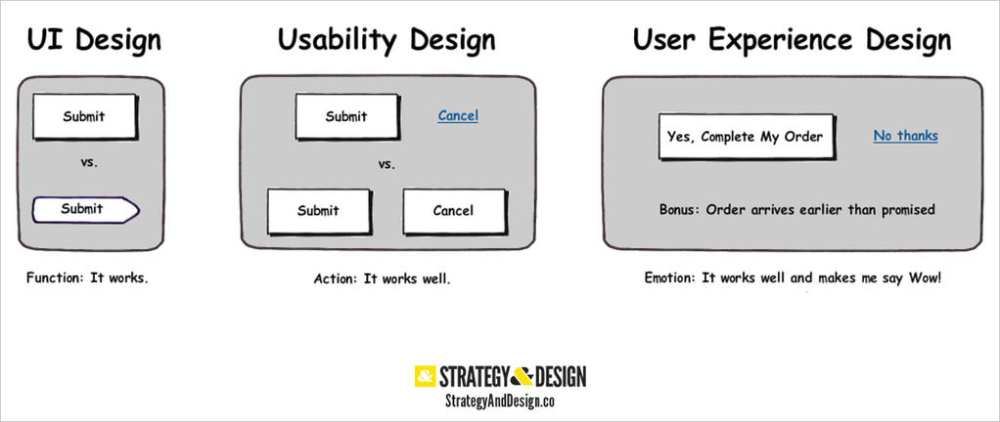 UI Design
Submit
vs.
Submit
Function: It works.
Usability Design
Submit Cancel
vs.
Submit Cancel
Action: It works well.
User Experience Design
Yes, Complete My Order No thanks
Bonus: Order arrives earlier than promised
Emotion: It works well and makes me say Wow!
& STRATEGY&DESIGN
StrategyAndDesign.co